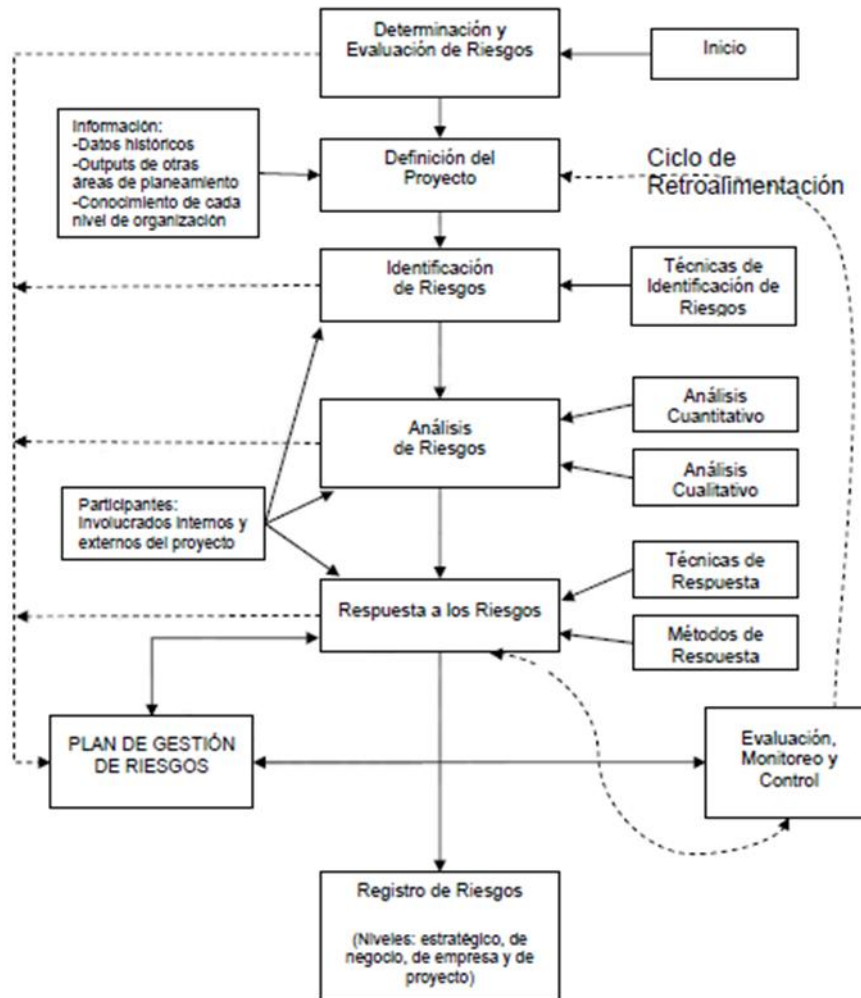 Determinación y
Evaluación de Riesgos
Inicio
Información:
-Datos históricos
-Outputs de otras
áreas de planeamiento
-Conocimiento de cada
nivel de organización
Definición del
Proyecto
Ciclo de
Retroalimentación
Identificación
de Riesgos
Técnicas de
Identificación de
Riesgos
Análisis
de Riesgos
Análisis
Cuantitativo
Análisis
Cualitativo
Participantes:
Involucrados internos y
externos del proyecto
Respuesta a los Riesgos
Técnicas de
Respuesta
Métodos de
Respuesta
PLAN DE GESTIÓN
DE RIESGOS
Evaluación,
Monitoreo y
Control
Registro de Riesgos
(Niveles: estratégico, de
negocio, de empresa y de
proyecto)